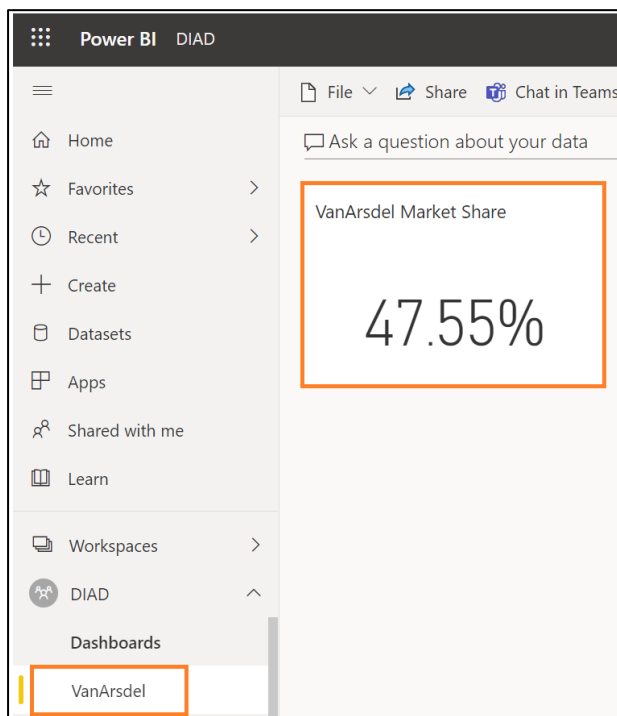 Power BI DIAD
File Share Chat in Teams
Ask a question about your data
Home
Favorites
Recent
Create
Datasets
Apps
Shared with me
Learn
Workspaces
DIAD
Dashboards
VanArsdel
VanArsdel Market Share
47.55%